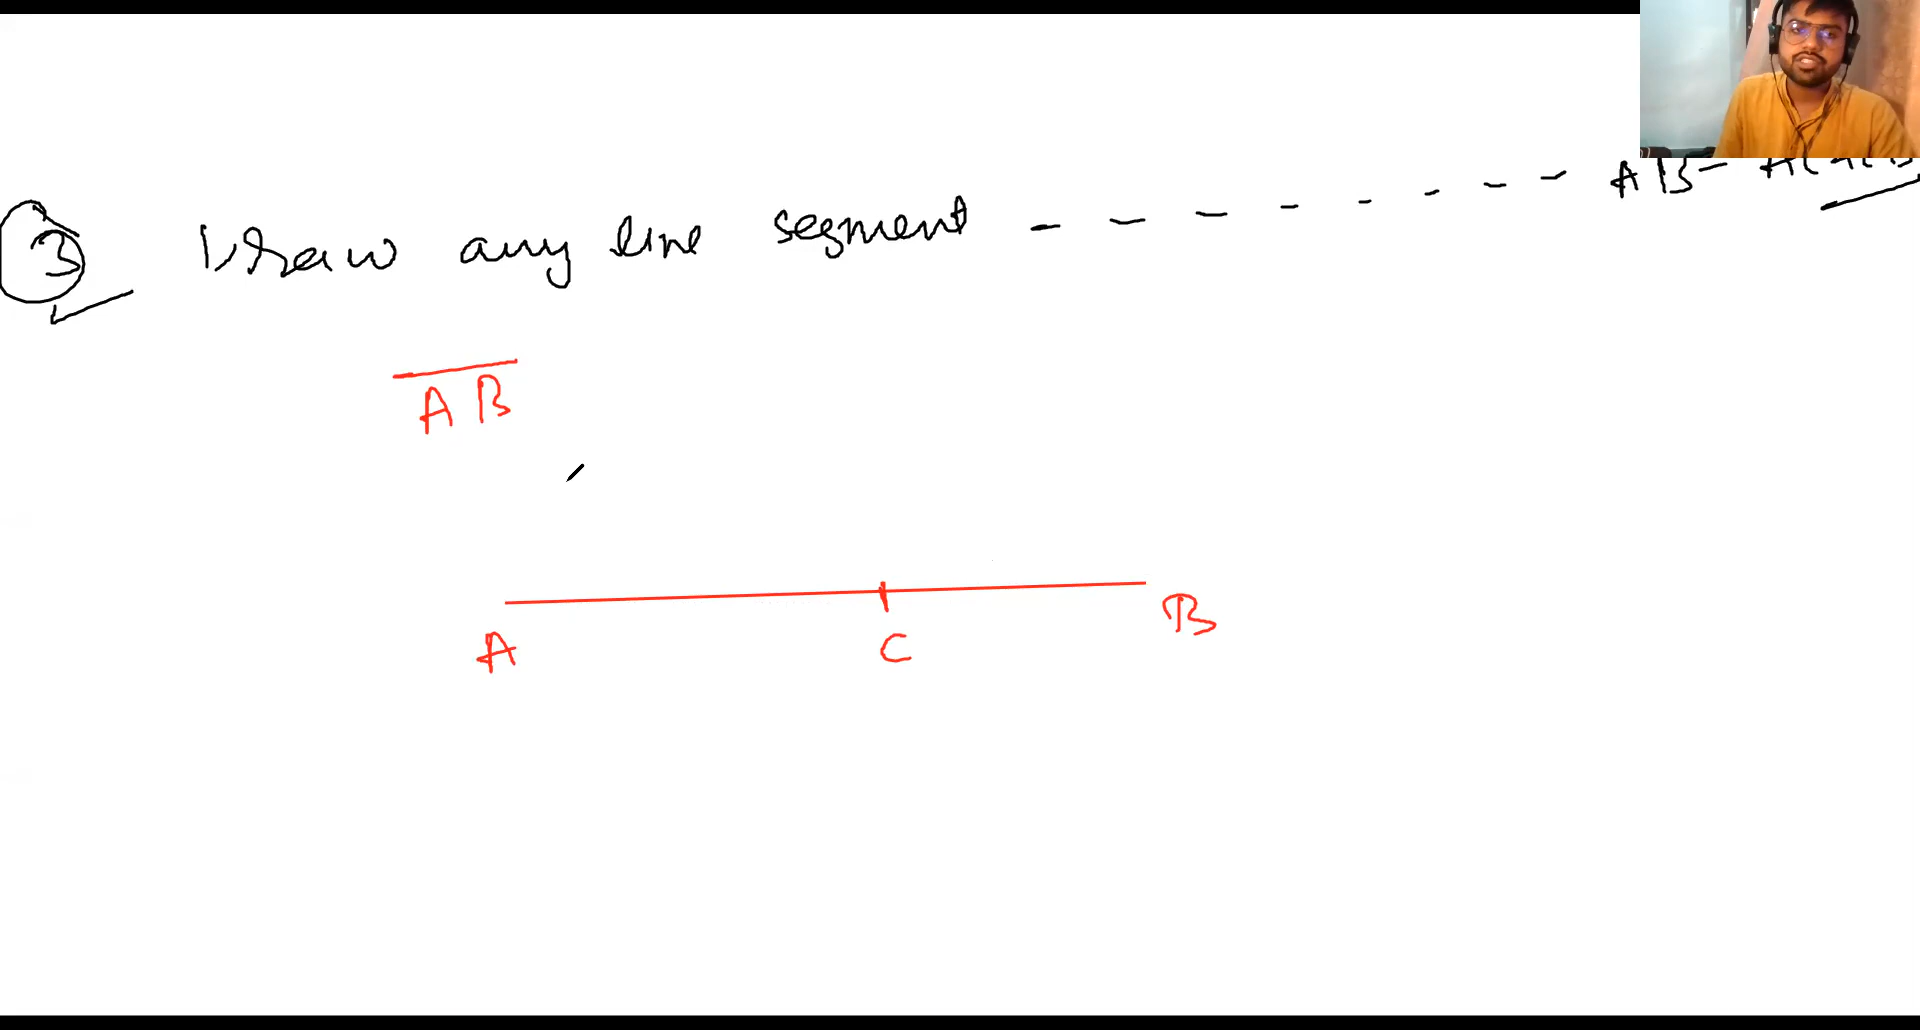 3 Draw any line segment - - - - - - - - AB -
AB
A C B